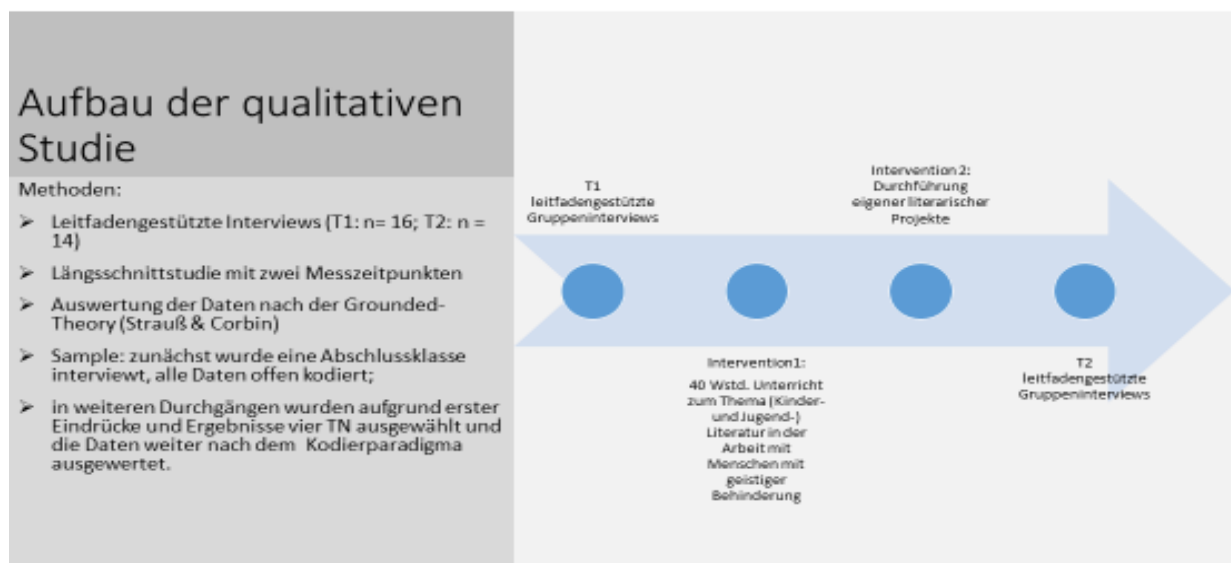 Aufbau der qualitativen
Studie
Methoden:
➤ Leitfadengestützte Interviews (T1: n= 16; T2: n =
14)
➤ Längsschnittstudie mit zwei Messzeitpunkten
➤ Auswertung der Daten nach der Grounded-
Theory (Strauß & Corbin)
➤ Sample: zunächst wurde eine Abschlussklasse
interviewt, alle Daten offen kodiert;
➤ in weiteren Durchgängen wurden aufgrund erster
Eindrücke und Ergebnisse vier TN ausgewählt und
die Daten weiter nach dem Kodierparadigma
ausgewertet.
T1
leitfadengestützte
Gruppeninterviews
Intervention1:
40 Wstd. Unterricht
zum Thema (Kinder-
und Jugend-)
Literatur in der
Arbeit mit
Menschen mit
geistiger
Behinderung
Intervention 2:
Durchführung
eigener literarischer
Projekte
T2
leitfadengestützte
Gruppeninterviews